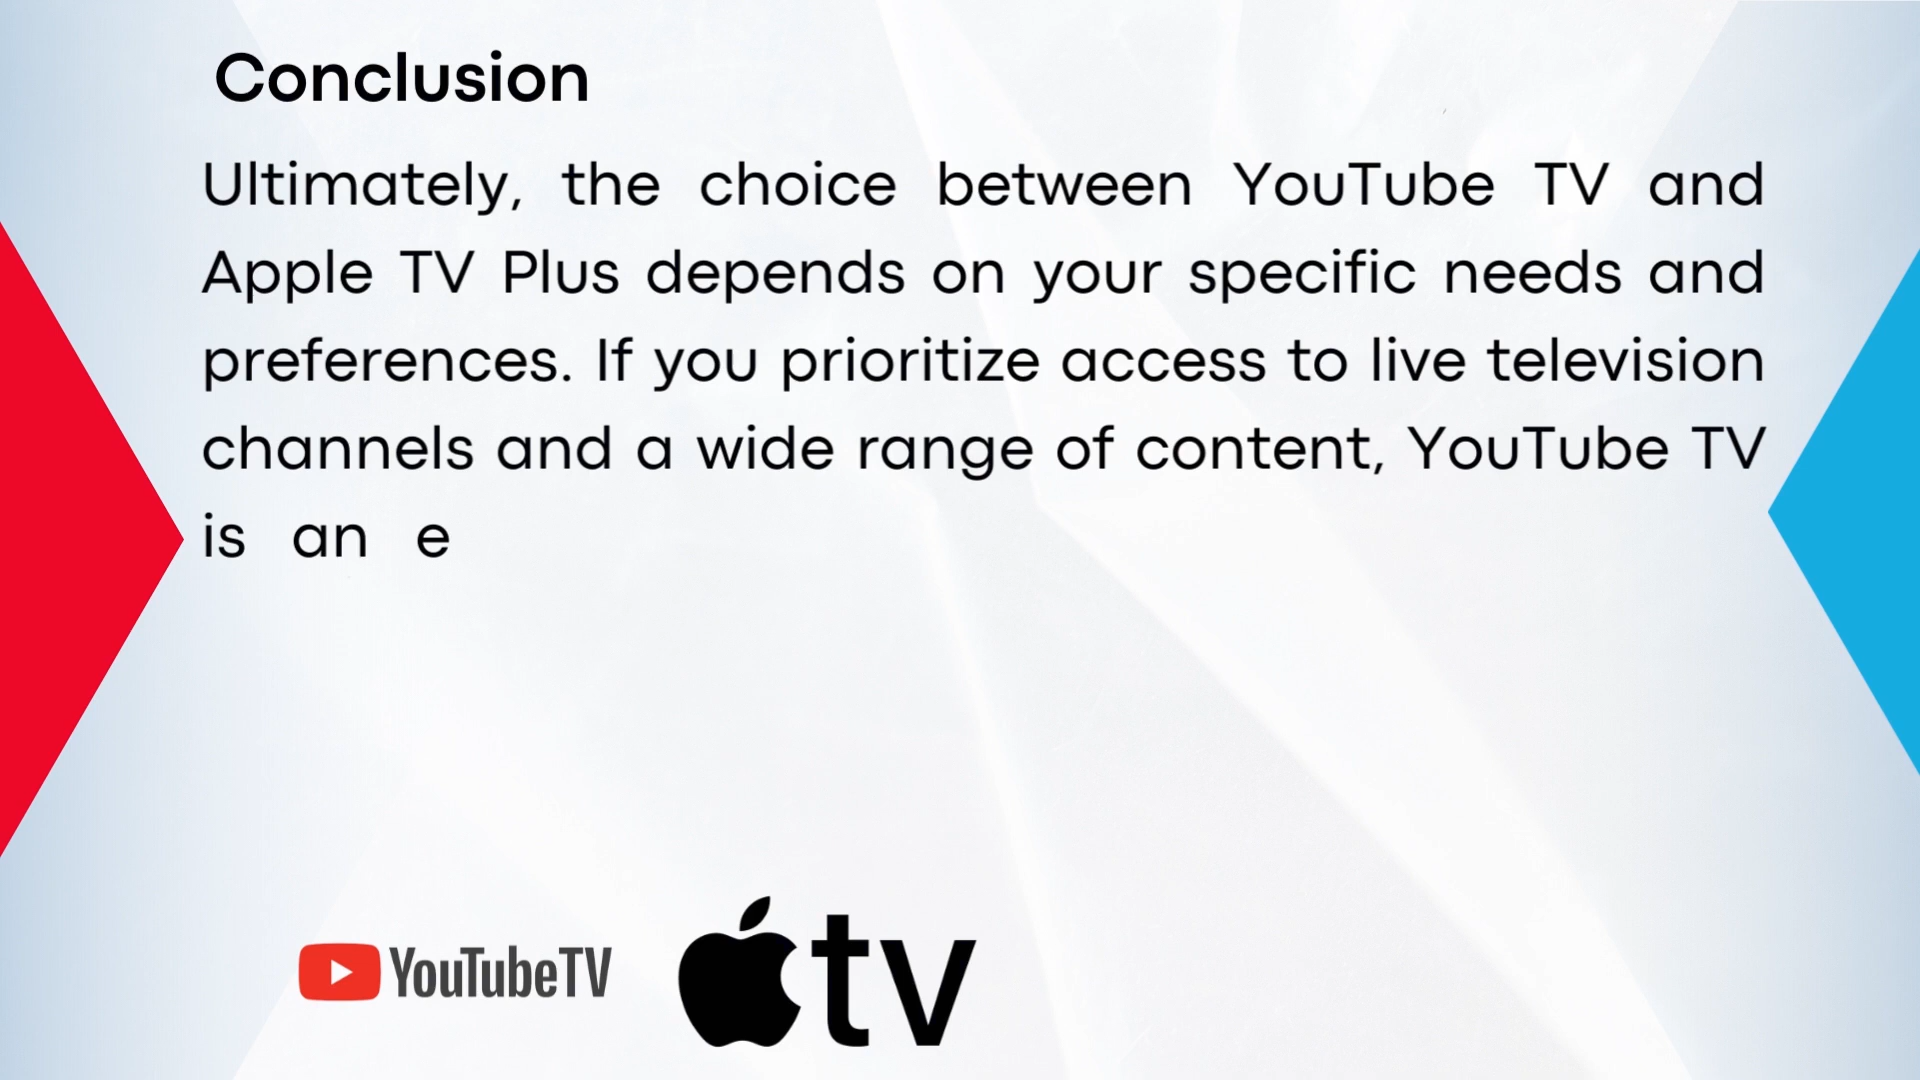 Conclusion
Ultimately, the choice between YouTube TV and
Apple TV Plus depends on your specific needs and
preferences. If you prioritize access to live television
channels and a wide range of content, YouTube TV
is an e
YouTubeTV
tv